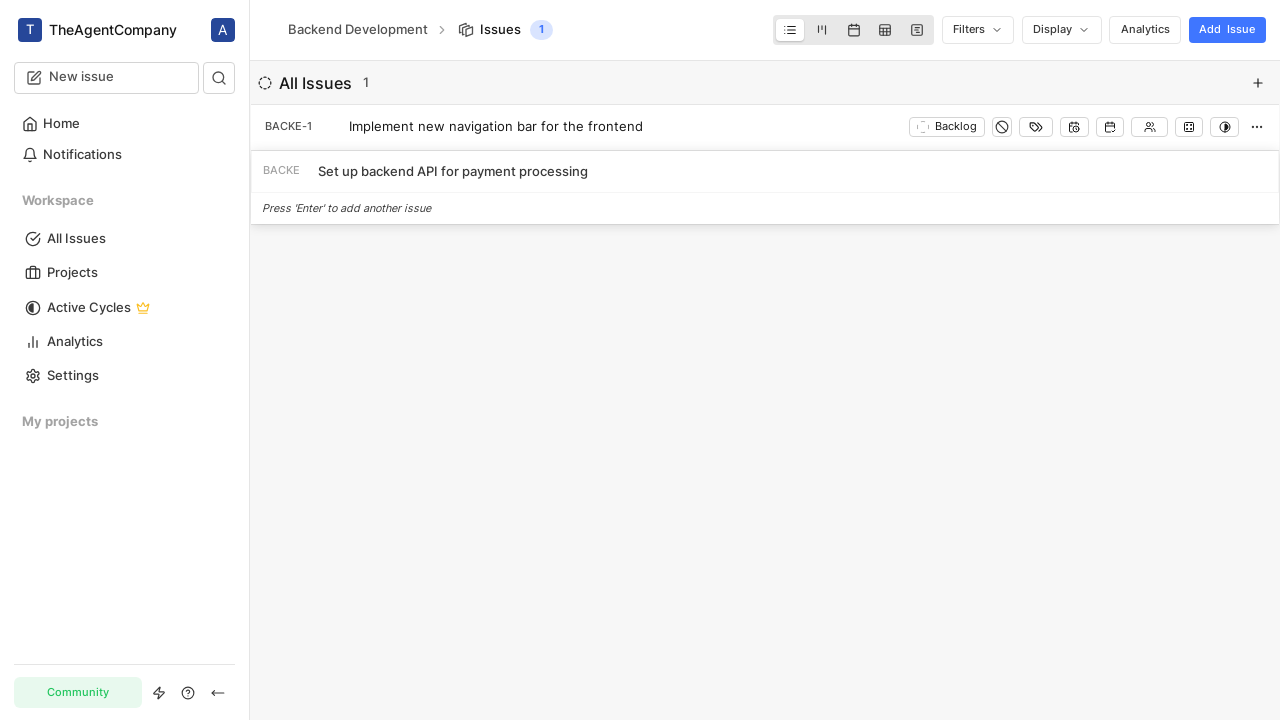 T TheAgentCompany A
New issue
Home
Notifications
Workspace
All Issues
Projects
Active Cycles
Analytics
Settings
My projects
Community
Backend Development > Issues 1
Filters
Display
Analytics
Add Issue
All Issues 1
BACKE-1 Implement new navigation bar for the frontend Backlog
BACKE Set up backend API for payment processing
Press 'Enter' to add another issue